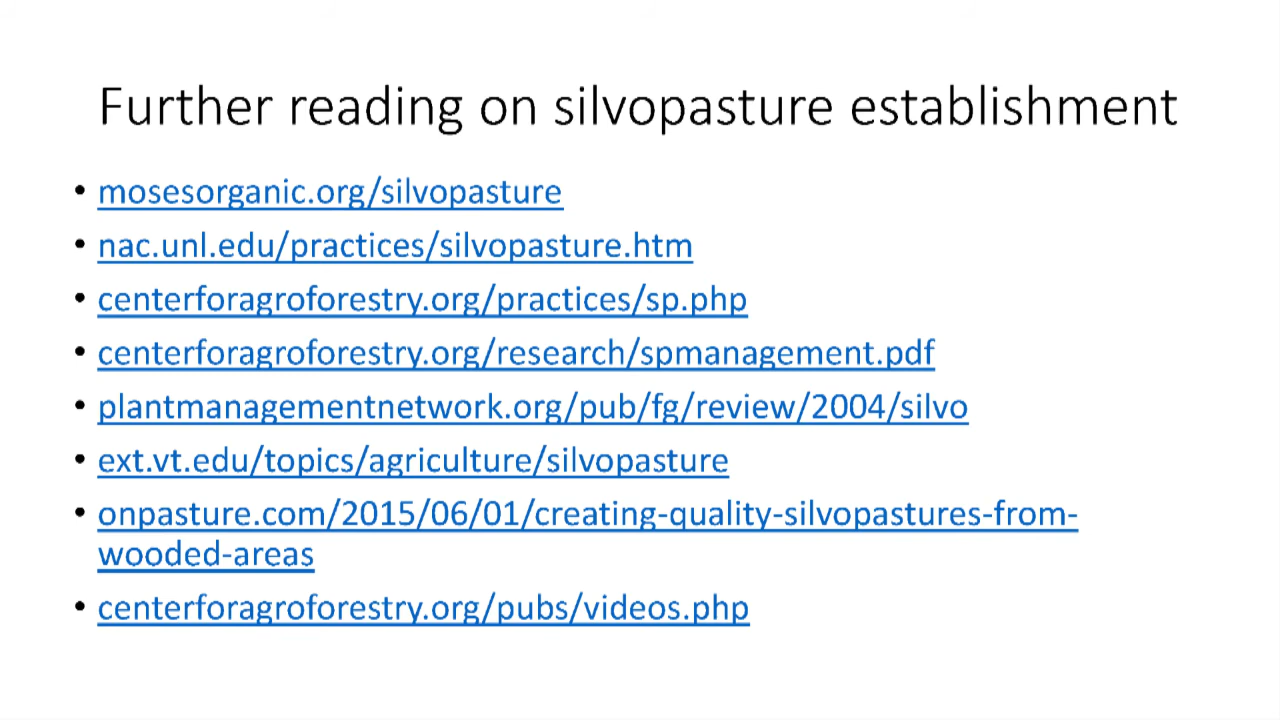 Further reading on silvopasture establishment
• mosesorganic.org/silvopasture
• nac.unl.edu/practices/silvopasture.htm
• centerforagroforestry.org/practices/sp.php
• centerforagroforestry.org/research/spmanagement.pdf
• plantmanagementnetwork.org/pub/fg/review/2004/silvo
• ext.vt.edu/topics/agriculture/silvopasture
• onpasture.com/2015/06/01/creating-quality-silvopastures-from-
wooded-areas
• centerforagroforestry.org/pubs/videos.php